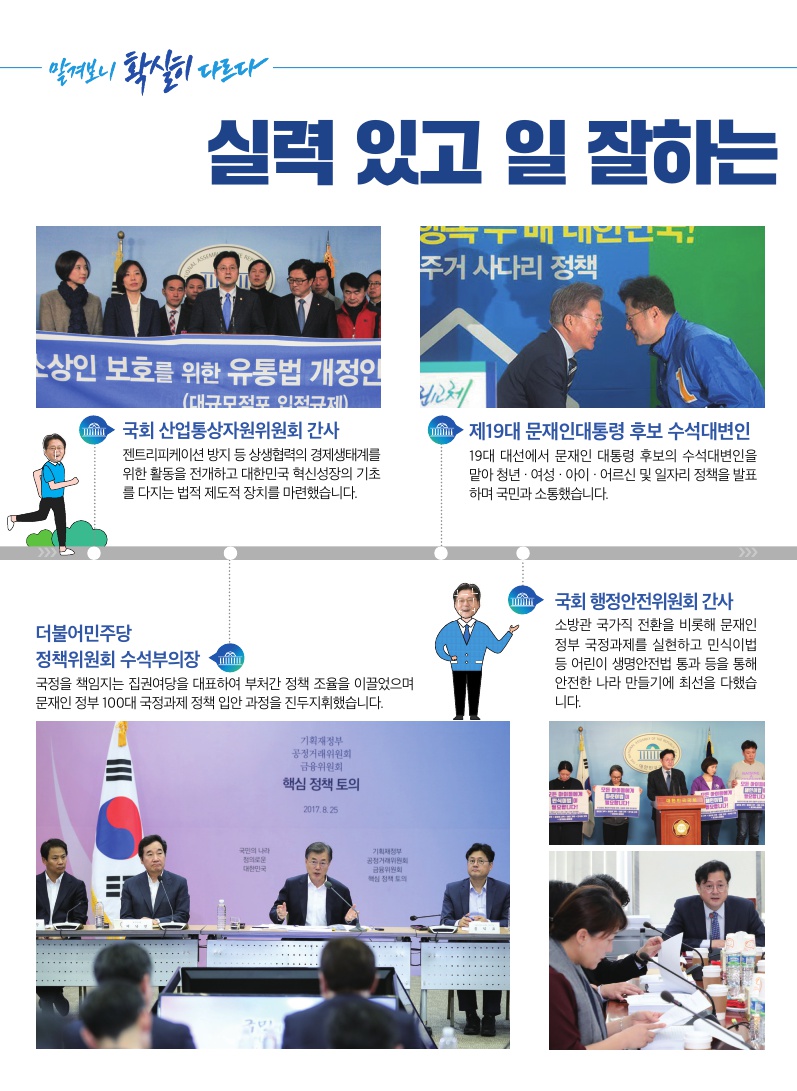 맡겨보니 확실히 다르다
실력 있고 일 잘하는
소상인 보호를 위한 유통법 개정안
(대규모점포 입점규제)
행복 두 배 대한민국!
주거 사다리 정책
국회 산업통상자원위원회 간사
젠트리피케이션 방지 등 상생협력의 경제생태계를
위한 활동을 전개하고 대한민국 혁신성장의 기초
를 다지는 법적 제도적 장치를 마련했습니다.
제19대 문재인대통령 후보 수석대변인
19대 대선에서 문재인 대통령 후보의 수석대변인을
맡아 청년 · 여성 · 아이 · 어르신 및 일자리 정책을 발표
하며 국민과 소통했습니다.
더불어민주당
정책위원회 수석부의장
국정을 책임지는 집권여당을 대표하여 부처간 정책 조율을 이끌었으며
문재인 정부 100대 국정과제 정책 입안 과정을 진두지휘했습니다.
국회 행정안전위원회 간사
소방관 국가직 전환을 비롯해 문재인
정부 국정과제를 실현하고 민식이법
등 어린이 생명안전법 통과 등을 통해
안전한 나라 만들기에 최선을 다했습
니다.
기획재정부
공정거래위원회
금융위원회
핵심 정책 토의
2017. 8. 25
국민의 나라
정의로운
대한민국
기획재정부
공정거래위원회
금융위원회
핵심 정책 토의